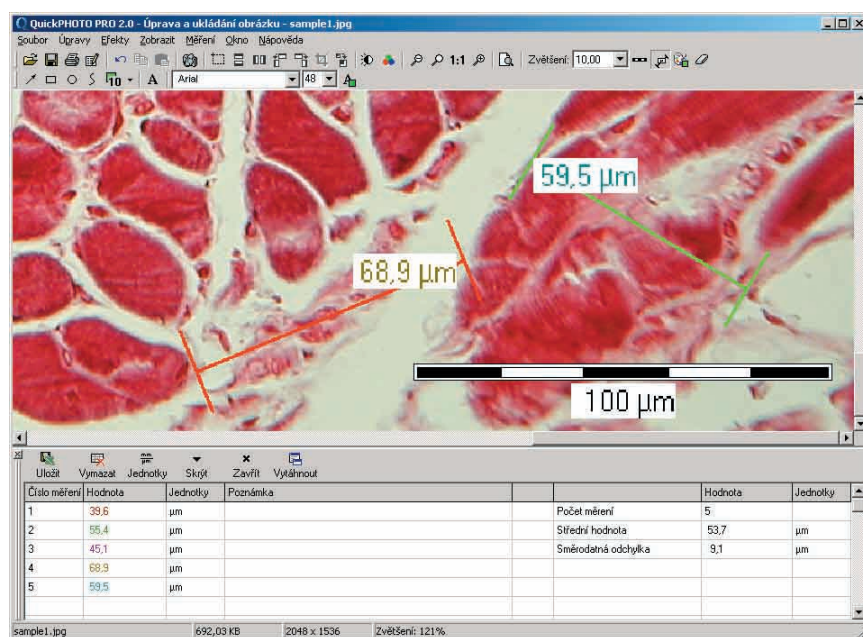 QuickPHOTO PRO 2.0 - Úprava a ukládání obrázku - sample1.jpg
Soubor Úpravy Efekty Zobrazit Měření Okno Nápověda
1:1 Zvětšení: 10,00
10 A Arial 48 A
59,5 µm
68,9 µm
100 µm
Uložit Vymazat Jednotky Skrýt Zavřít Vytáhnout
Číslo měření Hodnota Jednotky Poznámka Hodnota Jednotky
1 39,6 µm Počet měření 5
2 55,4 µm Střední hodnota 53,7 µm
3 45,1 µm Směrodatná odchylka 9,1 µm
4 68,9 µm
5 59,5 µm
sample1.jpg 692,03 KB 2048 x 1536 Zvětšení: 121%